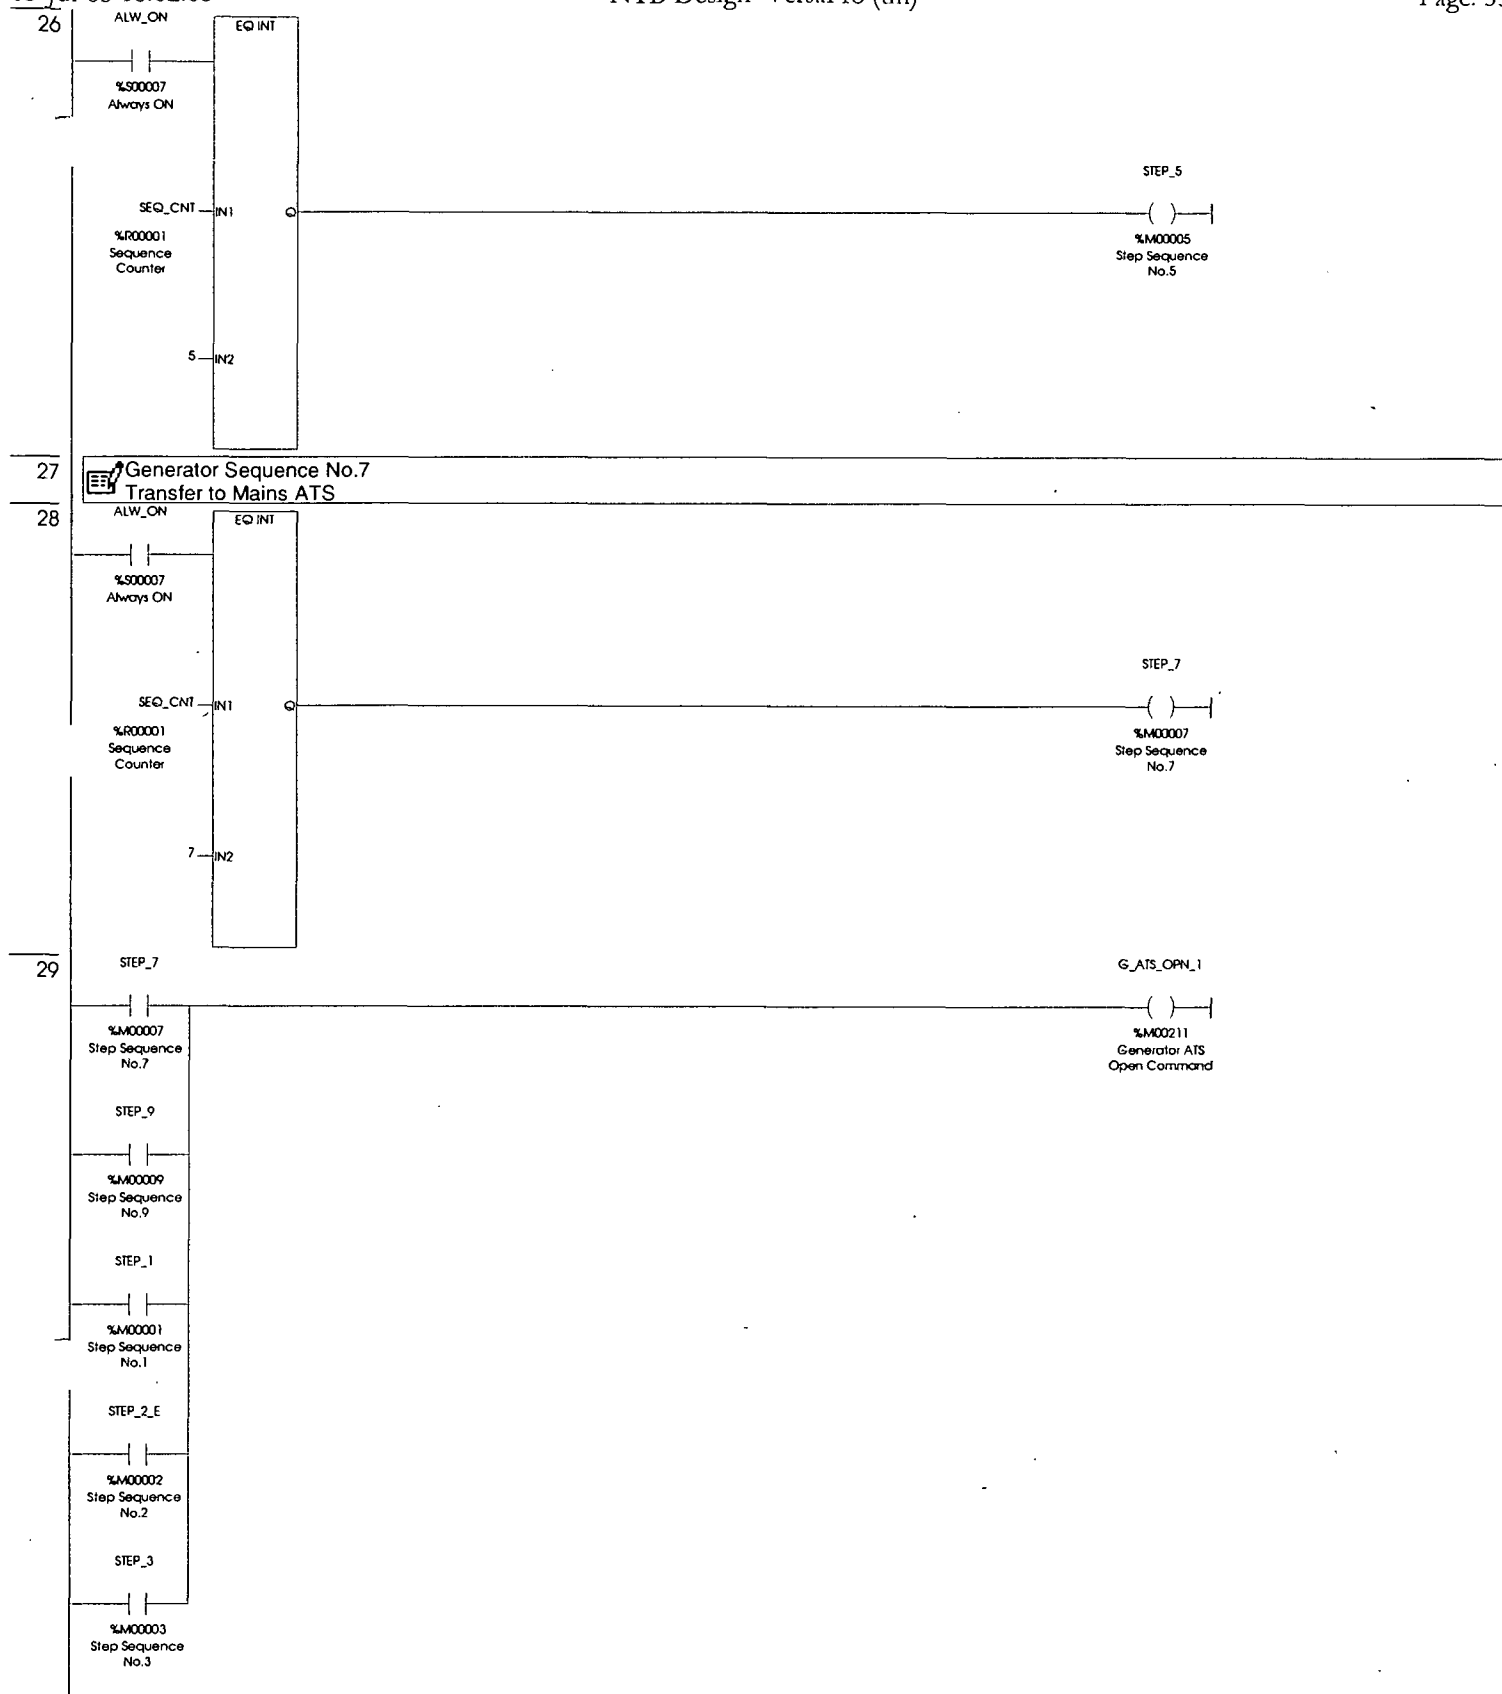 26
ALW_ON
EQ INT
%S00007
Always ON
STEP_5
SEQ_CNT
IN1
Q
%R00001
Sequence
Counter
%M00005
Step Sequence
No.5
5
IN2
27
Generator Sequence No.7
Transfer to Mains ATS
28
ALW_ON
EQ INT
%S00007
Always ON
STEP_7
SEQ_CNT
IN1
Q
%R00001
Sequence
Counter
%M00007
Step Sequence
No.7
7
IN2
29
STEP_7
G_ATS_OPN_1
%M00007
Step Sequence
No.7
%M00211
Generator ATS
Open Command
STEP_9
%M00009
Step Sequence
No.9
STEP_1
%M00001
Step Sequence
No.1
STEP_2_E
%M00002
Step Sequence
No.2
STEP_3
%M00003
Step Sequence
No.3